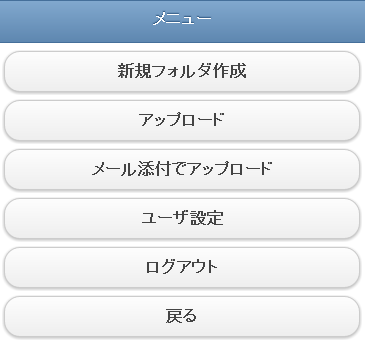 メニュー
新規フォルダ作成
アップロード
メール添付でアップロード
ユーザ設定
ログアウト
戻る